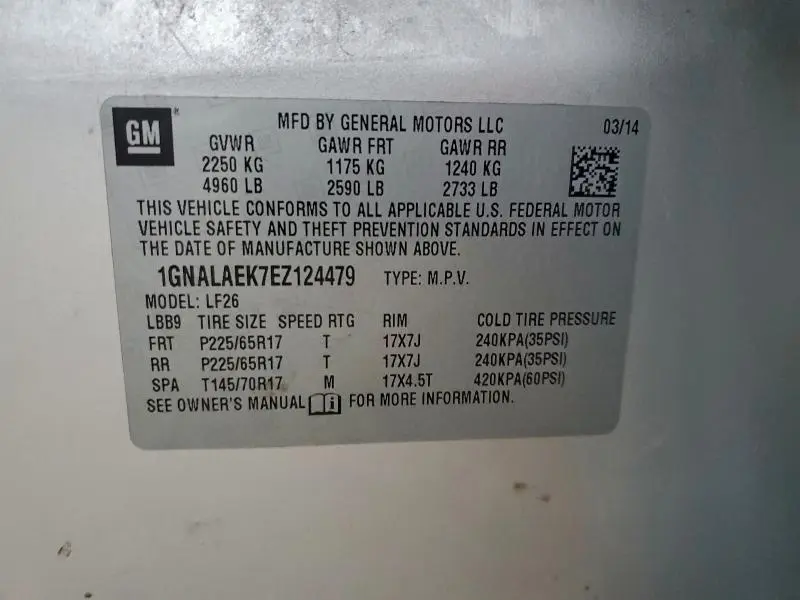 GM
MFD BY GENERAL MOTORS LLC 03/14
GVWR GAWR FRT GAWR RR
2250 KG 1175 KG 1240 KG
4960 LB 2590 LB 2733 LB
THIS VEHICLE CONFORMS TO ALL APPLICABLE U.S. FEDERAL MOTOR
VEHICLE SAFETY AND THEFT PREVENTION STANDARDS IN EFFECT ON
THE DATE OF MANUFACTURE SHOWN ABOVE.
1GNALAEK7EZ124479 TYPE: M.P.V.
MODEL: LF26
LBB9 TIRE SIZE SPEED RTG RIM COLD TIRE PRESSURE
FRT P225/65R17 T 17X7J 240KPA(35PSI)
RR P225/65R17 T 17X7J 240KPA(35PSI)
SPA T145/70R17 M 17X4.5T 420KPA(60PSI)
SEE OWNER'S MANUAL i FOR MORE INFORMATION.